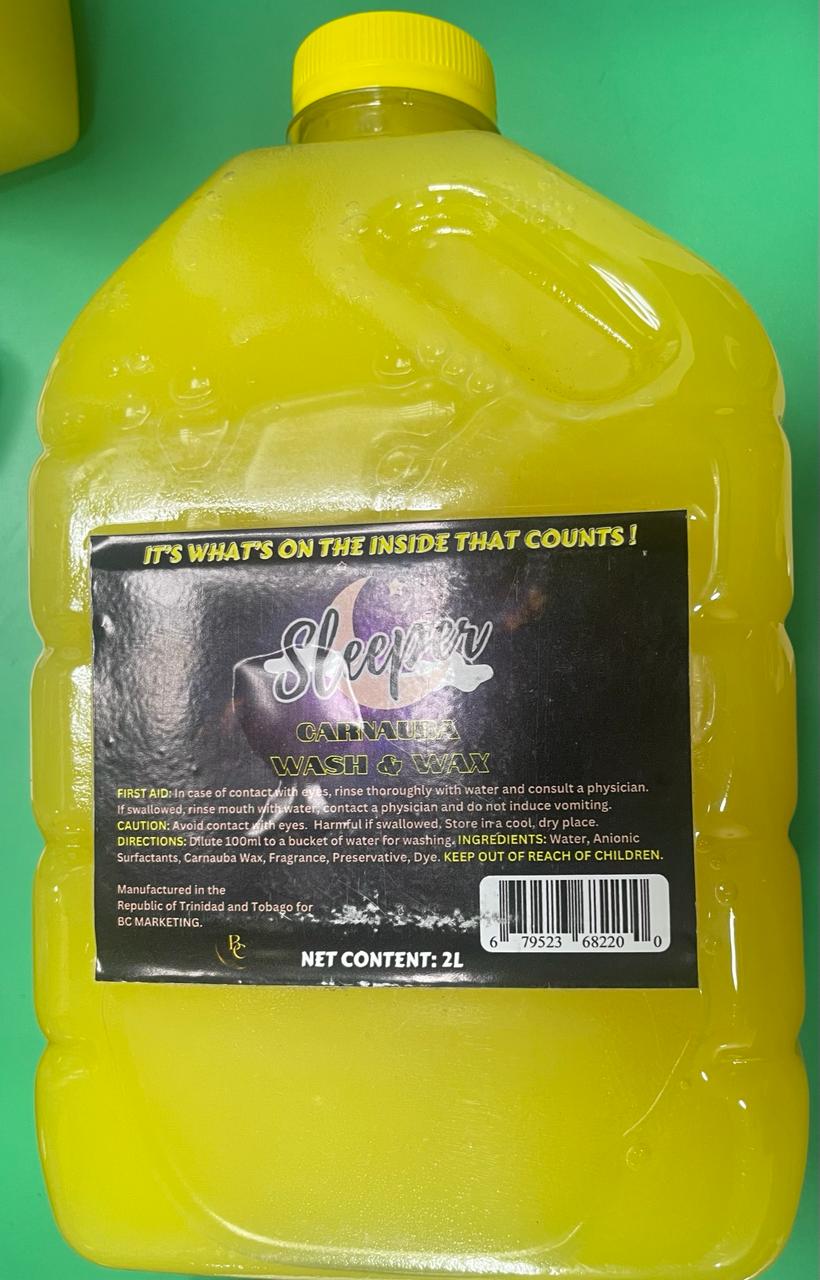 IT'S WHAT'S ON THE INSIDE THAT COUNTS!
Sleeper
CARNAUBA
WASH & WAX
FIRST AID: In case of contact with eyes, rinse thoroughly with water and consult a physician.
If swallowed, rinse mouth with water, contact a physician and do not induce vomiting.
CAUTION: Avoid contact with eyes. Harmful if swallowed. Store in a cool, dry place.
DIRECTIONS: Dilute 100ml to a bucket of water for washing. INGREDIENTS: Water, Anionic
Surfactants, Carnauba Wax, Fragrance, Preservative, Dye. KEEP OUT OF REACH OF CHILDREN.
Manufactured in the
Republic of Trinidad and Tobago for
BC MARKETING.
BC
NET CONTENT: 2L
6 79523 68220 0